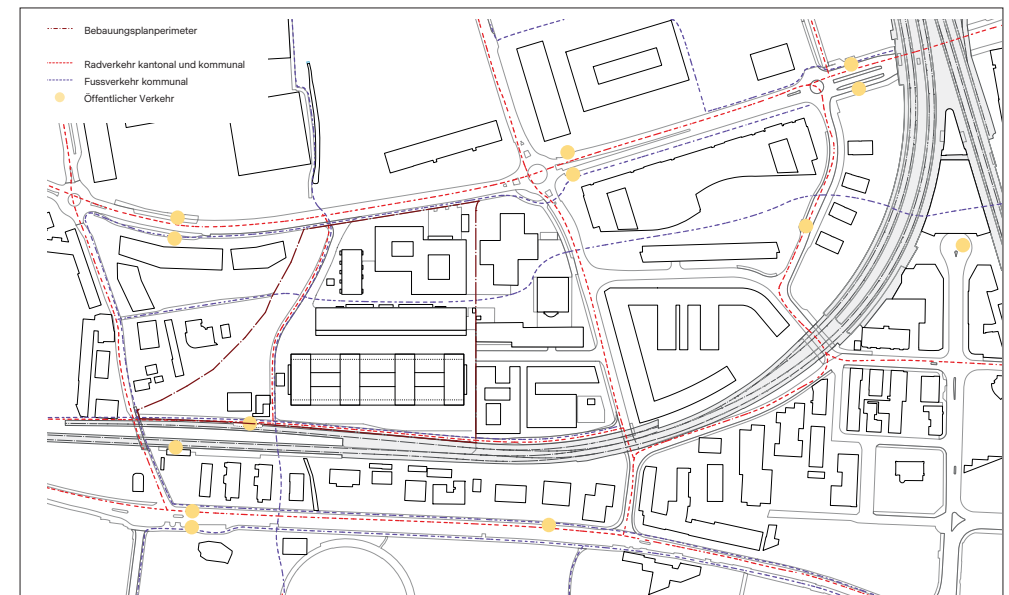 Bebauungsplanperimeter
Radverkehr kantonal und kommunal
Fussverkehr kommunal
Öffentlicher Verkehr